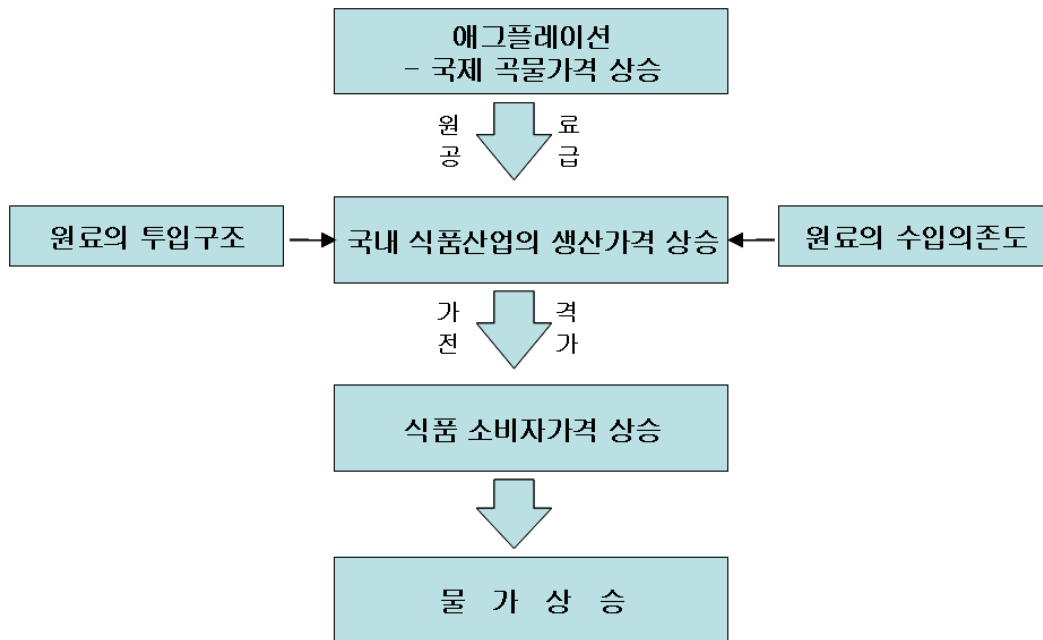 애그플레이션
- 국제 곡물가격 상승
원 료
공 급
원료의 투입구조
국내 식품산업의 생산가격 상승
원료의 수입의존도
가 격
전 가
식품 소비자가격 상승
물 가 상 승